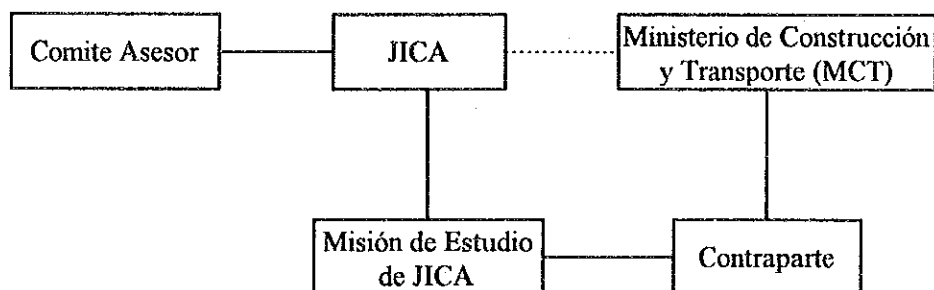 Comite Asesor
JICA
Ministerio de Construcción
y Transporte (MCT)
Misión de Estudio
de JICA
Contraparte